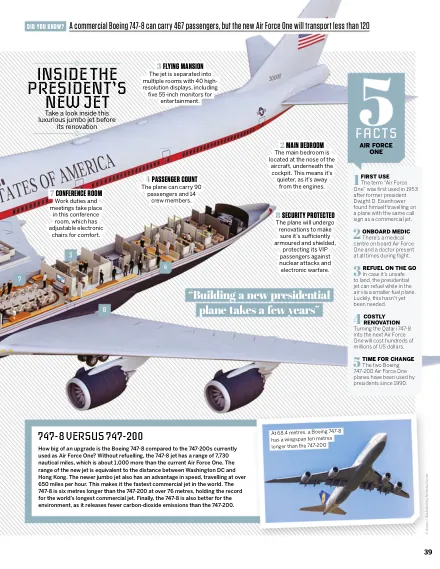 DID YOU KNOW? A commercial Boeing 747-8 can carry 467 passengers, but the new Air Force One will transport less than 120
INSIDE THE
PRESIDENT'S
NEW JET
Take a look inside this
luxurious jumbo jet before
its renovation
3 FLYING MANSION
The jet is separated into
multiple rooms with 40 high-
resolution displays, including
five 55-inch monitors for
entertainment.
2 MAIN BEDROOM
The main bedroom is
located at the nose of the
aircraft, underneath the
cockpit. This means it's
quieter, as it's away
from the engines.
4 PASSENGER COUNT
The plane can carry 90
passengers and 14
crew members.
7 CONFERENCE ROOM
Work duties and
meetings take place
in this conference
room, which has
adjustable electronic
chairs for comfort.
8 SECURITY PROTECTED
The plane will undergo
renovations to make
sure it's sufficiently
armoured and shielded,
protecting its VIP
passengers against
nuclear attacks and
electronic warfare.
TATES OF AMERICA
30000
7
8
"Building a new presidential
plane takes a few years"
5
FACTS
AIR FORCE
ONE
1 FIRST USE
The term "Air Force
One" was first used in 1953
after former president
Dwight D. Eisenhower
found himself travelling on
a plane with the same call
sign as a commercial jet.
2 ONBOARD MEDIC
There's a medical
centre on board Air Force
One and a doctor present
at all times during flight.
3 REFUEL ON THE GO
In case it's unsafe
to land, the presidential
jet can refuel while in the
air via a smaller fuel plane.
Luckily, this hasn't yet
been needed.
4 COSTLY
RENOVATION
Turning the Qatari 747-8
into the next Air Force
One will cost hundreds of
millions of US dollars.
5 TIME FOR CHANGE
The two Boeing
747-200 Air Force One
planes have been used by
presidents since 1990.
747-8 VERSUS 747-200
How big of an upgrade is the Boeing 747-8 compared to the 747-200s currently
used as Air Force One? Without refuelling, the 747-8 jet has a range of 7,730
nautical miles, which is about 1,000 more than the current Air Force One. The
range of the new jet is equivalent to the distance between Washington DC and
Hong Kong. The newer jumbo jet also has an advantage in speed, travelling at over
650 miles per hour. This makes it the fastest commercial jet in the world. The
747-8 is six metres longer than the 747-200 at over 76 metres, holding the record
for the world's longest commercial jet. Finally, the 747-8 is also better for the
environment, as it releases fewer carbon-dioxide emissions than the 747-200.
At 68.4 metres, a Boeing 747-8
has a wingspan ten metres
longer than the 747-200
39